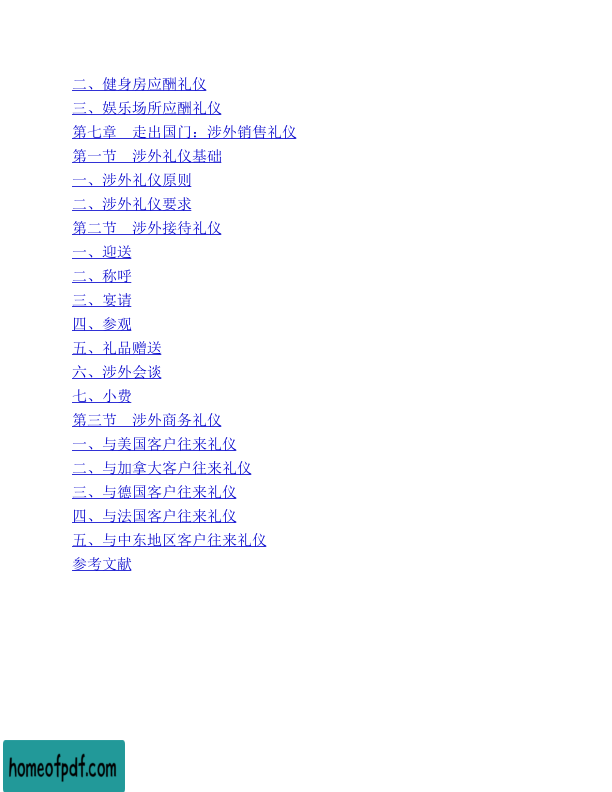 二、健身房应酬礼仪
三、娱乐场所应酬礼仪
第七章　走出国门：涉外销售礼仪
第一节　涉外礼仪基础
一、涉外礼仪原则
二、涉外礼仪要求
第二节　涉外接待礼仪
一、迎送
二、称呼
三、宴请
四、参观
五、礼品赠送
六、涉外会谈
七、小费
第三节　涉外商务礼仪
一、与美国客户往来礼仪
二、与加拿大客户往来礼仪
三、与德国客户往来礼仪
四、与法国客户往来礼仪
五、与中东地区客户往来礼仪
参考文献
homeofpdf.com